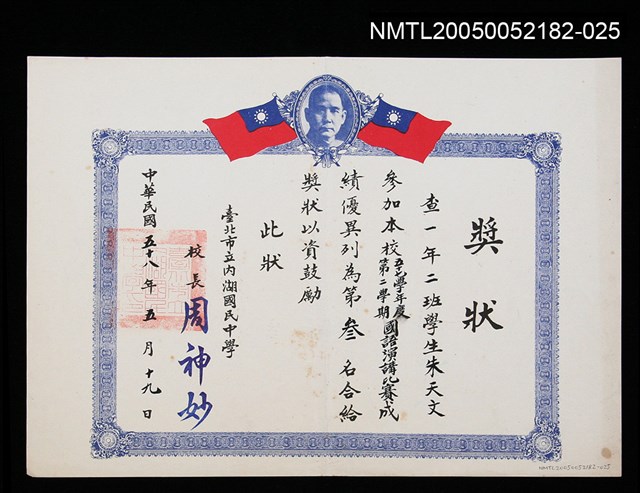 NMTL20050052182-025
獎狀
查一年二班學生朱天文
參加本校五七學年度第二學期國語演講比賽成
績優異列為第叁名合給
獎狀以資鼓勵
此狀
臺北市立內湖國民中學
校長周神妙
中華民國五十八年五月十九日
NMTL20050052182-025